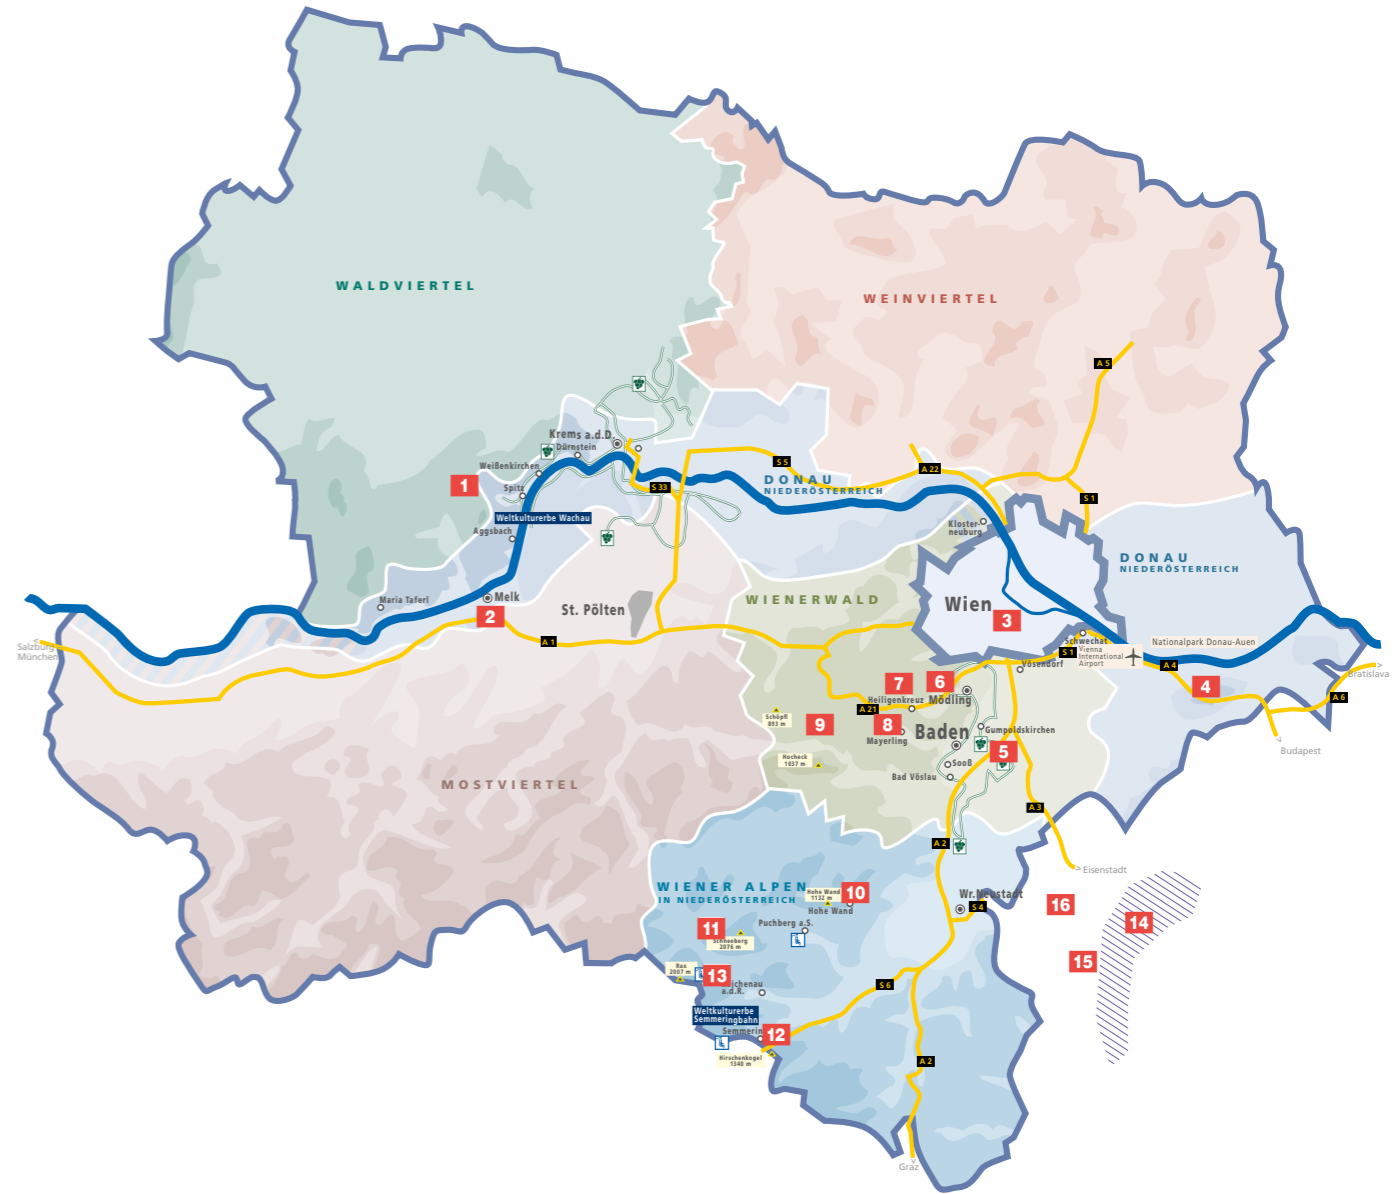 WALDVIERTEL
WEINVIERTEL
A 5
Krems a.d.D.
Dürnstein
Weißenkirchen
1
Spitz
S 33
S 5
A 22
S 1
DONAU
NIEDERÖSTERREICH
Weltkulturerbe Wachau
Aggsbach
Kloster-
neuburg
DONAU
NIEDERÖSTERREICH
Maria Taferl
Melk
2
St. Pölten
WIENERWALD
Wien
3
A 1
Salzburg
München
Schwechat
Vienna
International
Airport
S 1
Nationalpark Donau-Auen
A 4
4
Vösendorf
Bratislava
A 6
Budapest
7
6
Heiligenkreuz
Mödling
A 21
Schöpfl
893 m
9
8
Mayerling
Baden
Gumpoldskirchen
5
Hocheck
1037 m
Sooß
Bad Vöslau
MOSTVIERTEL
A 3
A 2
Eisenstadt
WIENER ALPEN
IN NIEDERÖSTERREICH
Hohe Wand
1132 m
10
Hohe Wand
Wr.Neustadt
S 4
16
14
15
11
Puchberg a.S.
Schneeberg
2076 m
Rax
2007 m
13
ichenau
a.d.R.
S 6
Weltkulturerbe
Semmeringbahn
Semmerin
12
Hirschenkogel
1340 m
A 2
Graz